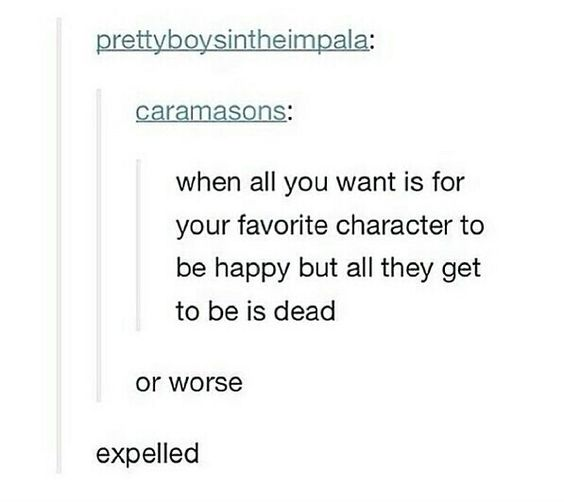 prettyboysintheimpala:
caramasons:
when all you want is for
your favorite character to
be happy but all they get
to be is dead
or worse
expelled